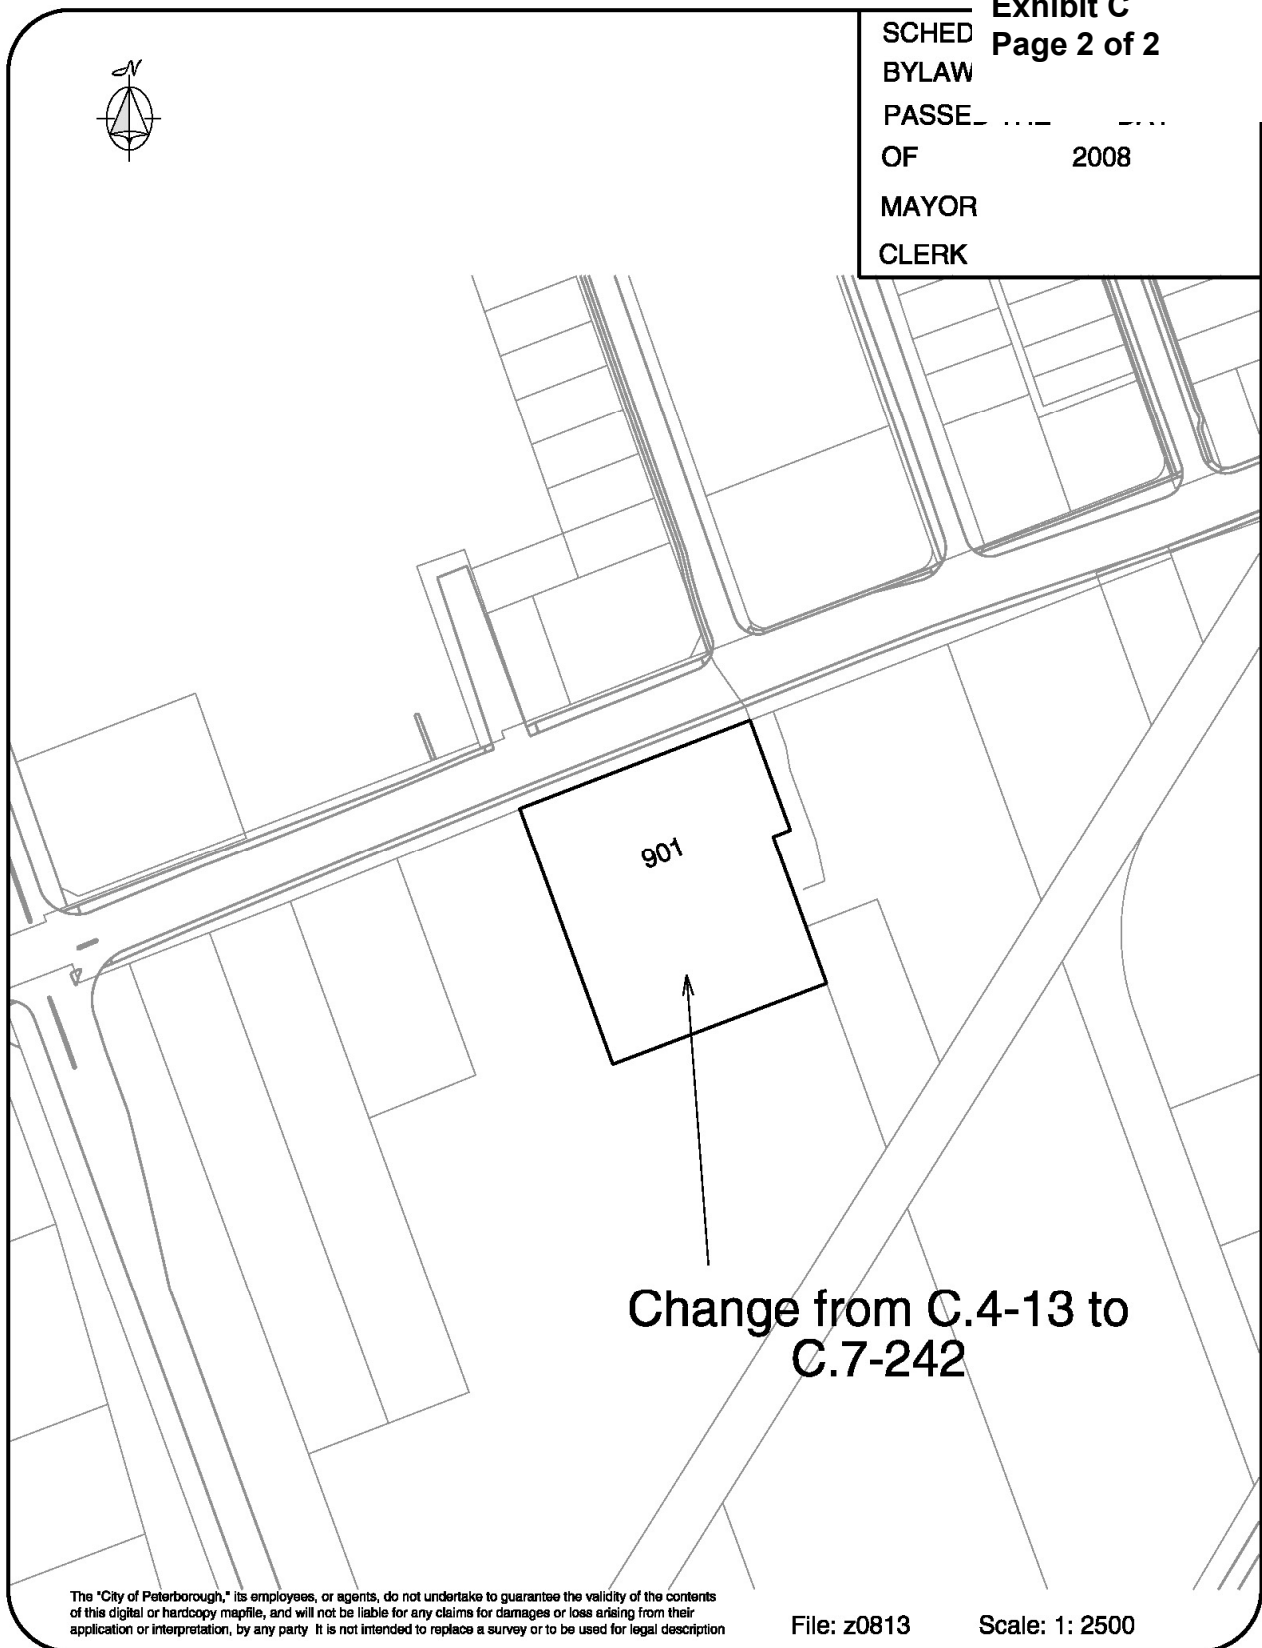 Exhibit C
Page 2 of 2
SCHED
BYLAW
PASSE
OF 2008
MAYOR
CLERK
N
901
Change from C.4-13 to
C.7-242
The "City of Peterborough," its employees, or agents, do not undertake to guarantee the validity of the contents
of this digital or hardcopy mapfile, and will not be liable for any claims for damages or loss arising from their
application or interpretation, by any party It is not intended to replace a survey or to be used for legal description
File: z0813 Scale: 1: 2500